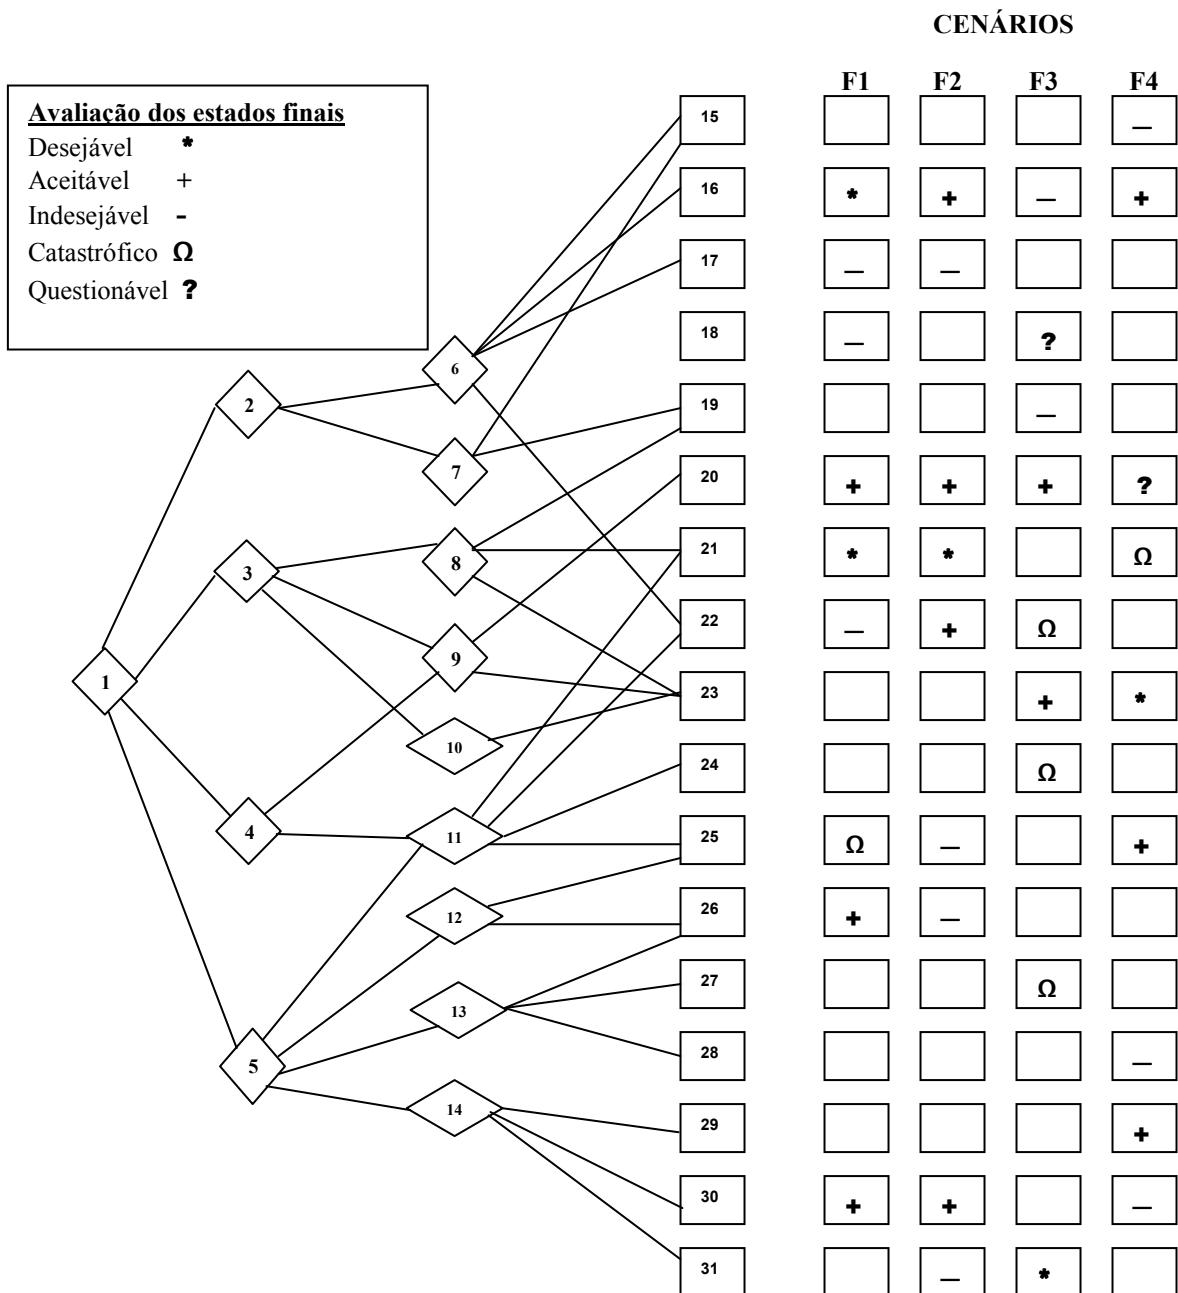 CENÁRIOS
F1 F2 F3 F4
Avaliação dos estados finais
Desejável *
Aceitável +
Indesejável -
Catastrófico Ω
Questionável ?
15 —
16 * + — +
17 — —
18 — ?
6
2
19 —
7
20 + + + ?
3
8
21 * * Ω
22 — + Ω
9
1
23 + *
10
24 Ω
4
11
25 Ω — +
12
26 + —
13
27 Ω
5
28 —
14
29 +
30 + + —
31 — *